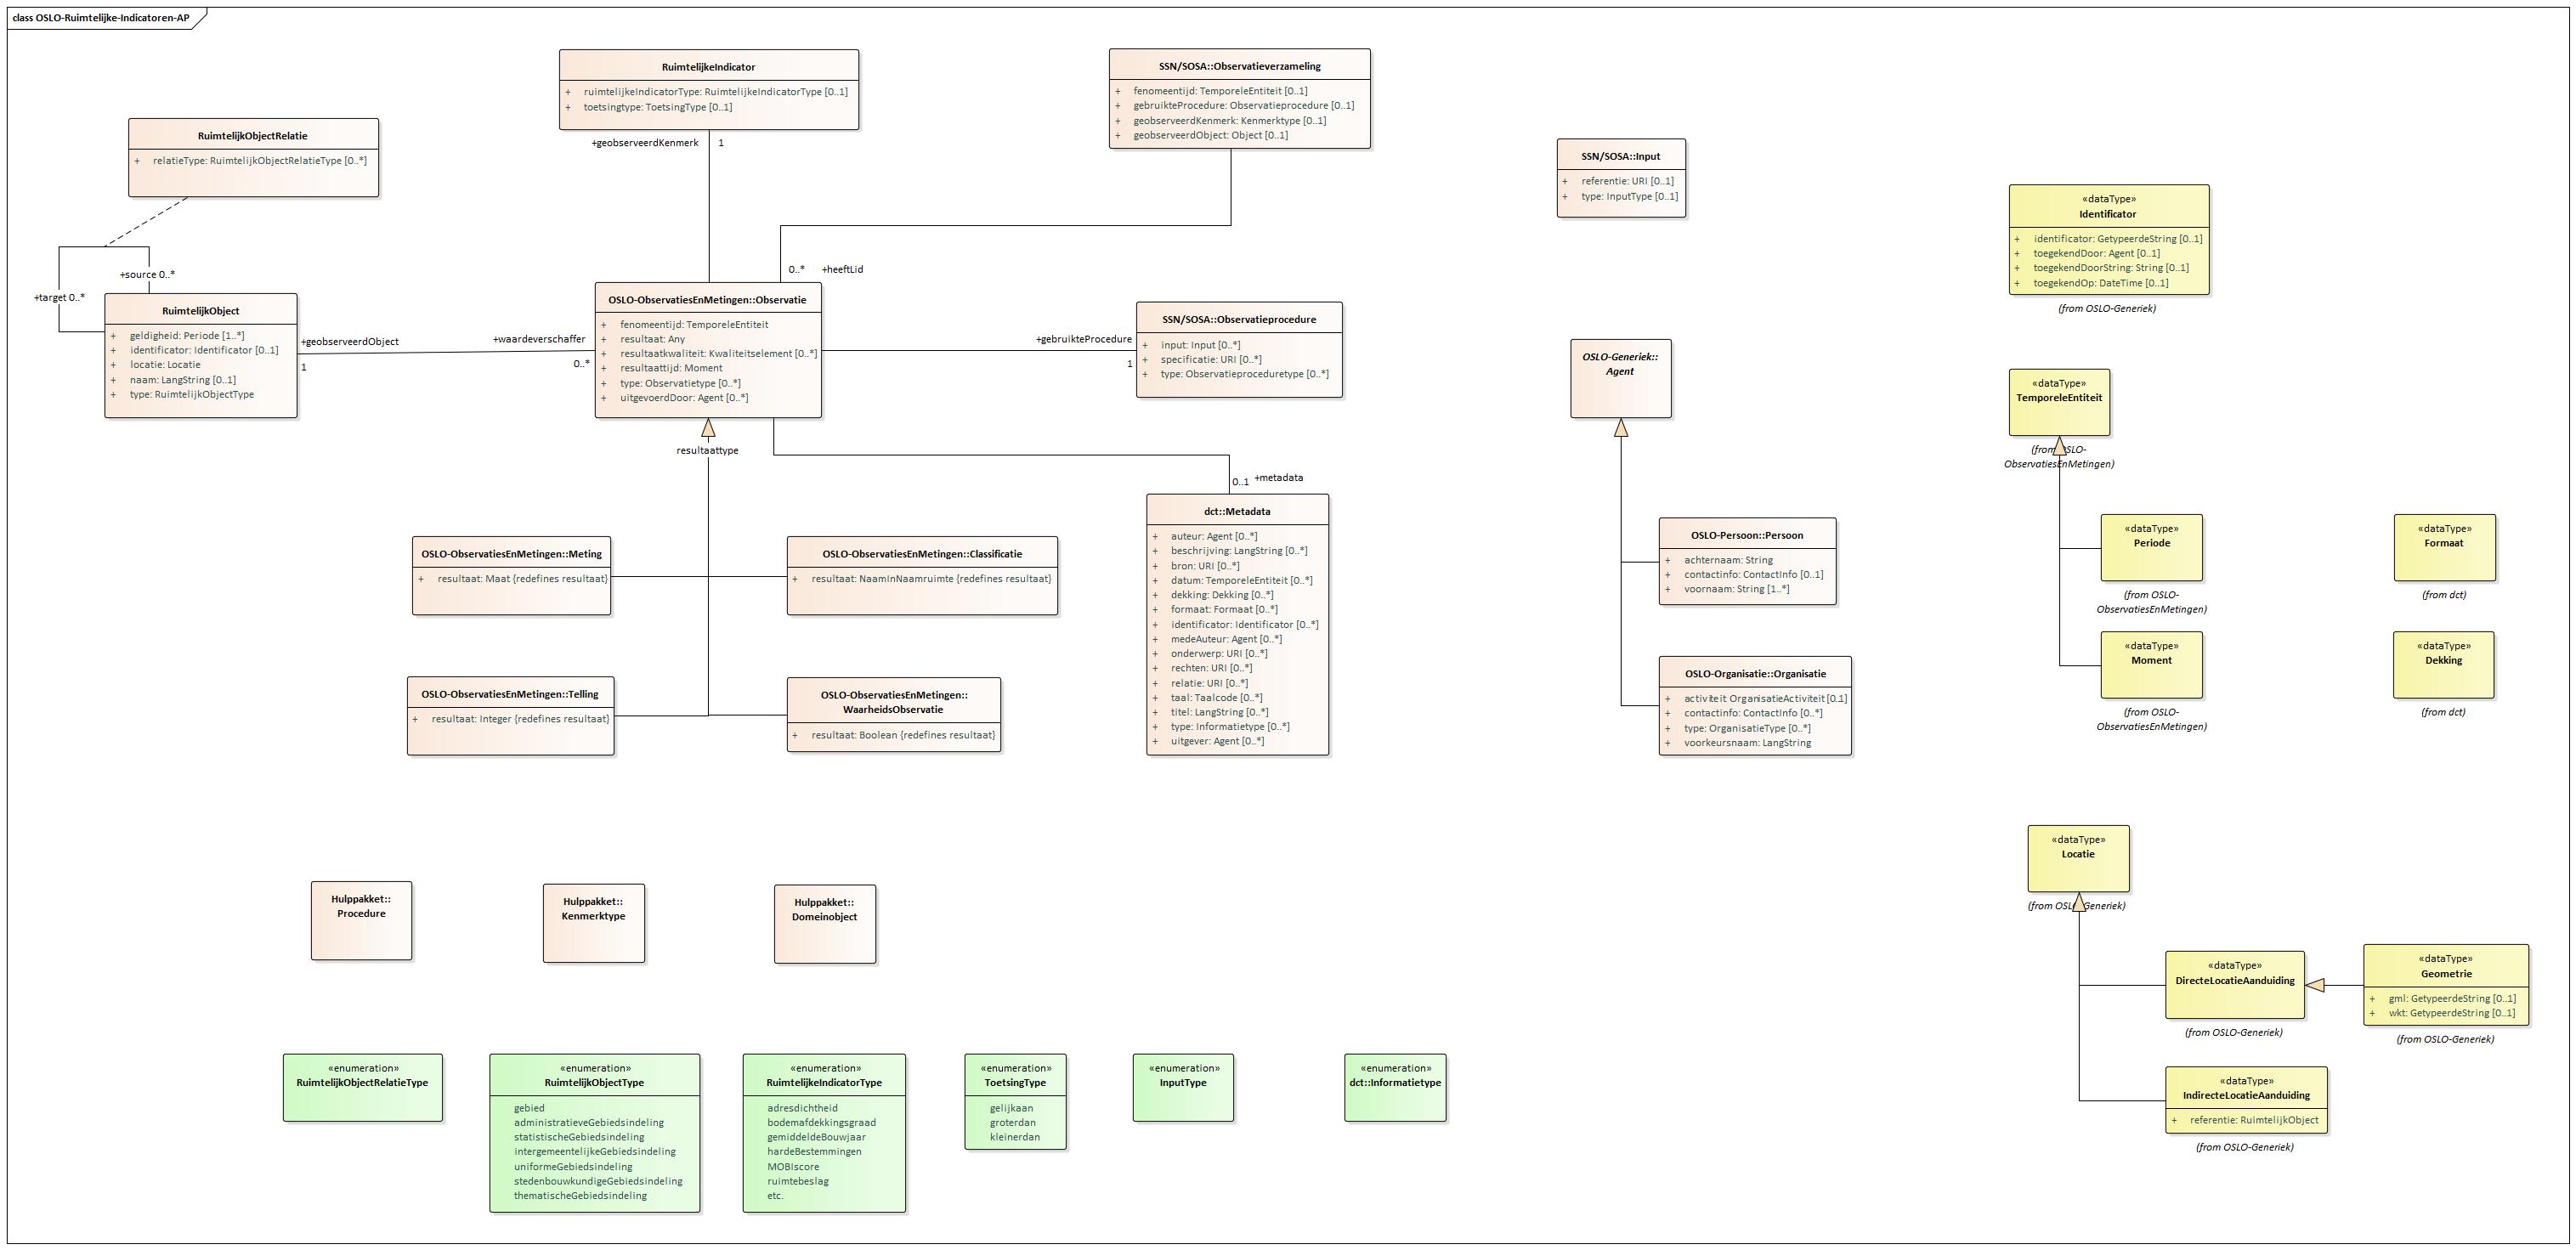 class OSLO-Ruimtelijke-Indicatoren-AP
RuimtelijkeIndicator
+ ruimtelijkeIndicatorType: RuimtelijkeIndicatorType [0..1]
+ toetsingtype: ToetsingType [0..1]
+geobserveerdKenmerk 1
SSN/SOSA::Observatieverzameling
+ fenomeentijd: TemporeleEntiteit [0..1]
+ gebruikteProcedure: Observatieprocedure [0..1]
+ geobserveerdKenmerk: Kenmerktype [0..1]
+ geobserveerdObject: Object [0..1]
0..* +heeftLid
RuimtelijkObjectRelatie
+ relatieType: RuimtelijkObjectRelatieType [0..*]
+source 0..*
+target 0..*
RuimtelijkObject
+ geldigheid: Periode [1..*]
+ identificator: Identificator [0..1]
+ locatie: Locatie
+ naam: LangString [0..1]
+ type: RuimtelijkObjectType
+geobserveerdObject
1
+waardeverschaffer
0..*
OSLO-ObservatiesEnMetingen::Observatie
+ fenomeentijd: TemporeleEntiteit
+ resultaat: Any
+ resultaatkwaliteit: Kwaliteitselement [0..*]
+ resultaattijd: Moment
+ type: Observatietype [0..*]
+ uitgevoerdDoor: Agent [0..*]
+gebruikteProcedure
1
SSN/SOSA::Observatieprocedure
+ input: Input [0..*]
+ specificatie: URI [0..*]
+ type: Observatieproceduretype [0..*]
resultaattype
0..1 +metadata
dct::Metadata
+ auteur: Agent [0..*]
+ beschrijving: LangString [0..*]
+ bron: URI [0..*]
+ datum: TemporeleEntiteit [0..*]
+ dekking: Dekking [0..*]
+ formaat: Formaat [0..*]
+ identificator: Identificator [0..*]
+ medeAuteur: Agent [0..*]
+ onderwerp: URI [0..*]
+ rechten: URI [0..*]
+ relatie: URI [0..*]
+ taal: Taalcode [0..*]
+ titel: LangString [0..*]
+ type: Informatietype [0..*]
+ uitgever: Agent [0..*]
OSLO-ObservatiesEnMetingen::Meting
+ resultaat: Maat {redefines resultaat}
OSLO-ObservatiesEnMetingen::Classificatie
+ resultaat: NaamInNaamruimte {redefines resultaat}
OSLO-ObservatiesEnMetingen::Telling
+ resultaat: Integer {redefines resultaat}
OSLO-ObservatiesEnMetingen::
WaarheidsObservatie
+ resultaat: Boolean {redefines resultaat}
SSN/SOSA::Input
+ referentie: URI [0..1]
+ type: InputType [0..1]
OSLO-Generiek::
Agent
OSLO-Persoon::Persoon
+ achternaam: String
+ contactinfo: ContactInfo [0..1]
+ voornaam: String [1..*]
OSLO-Organisatie::Organisatie
+ activiteit OrganisatieActiviteit [0.1]
+ contactinfo: ContactInfo [0..*]
+ type: OrganisatieType [0..*]
+ voorkeursnaam: LangString
«dataType»
Identificator
+ identificator: GetypeerdeString [0..1]
+ toegekendDoor: Agent [0..1]
+ toegekendDoorString: String [0..1]
+ toegekendOp: DateTime [0..1]
(from OSLO-Generiek)
«dataType»
TemporeleEntiteit
(from OSLO-
ObservatiesEnMetingen)
«dataType»
Periode
(from OSLO-
ObservatiesEnMetingen)
«dataType»
Formaat
(from dct)
«dataType»
Moment
(from OSLO-
ObservatiesEnMetingen)
«dataType»
Dekking
(from dct)
«dataType»
Locatie
(from OSLO-Generiek)
«dataType»
DirecteLocatieAanduiding
(from OSLO-Generiek)
«dataType»
Geometrie
+ gml: GetypeerdeString [0..1]
+ wkt: GetypeerdeString [0..1]
(from OSLO-Generiek)
«dataType»
IndirecteLocatieAanduiding
+ referentie: RuimtelijkObject
(from OSLO-Generiek)
Hulppakket::
Procedure
Hulppakket::
Kenmerktype
Hulppakket::
Domeinobject
«enumeration»
RuimtelijkObjectRelatieType
«enumeration»
RuimtelijkObjectType
gebied
administratieveGebiedsindeling
statistischeGebiedsindeling
intergemeentelijkeGebiedsindeling
uniformeGebiedsindeling
stedenbouwkundigeGebiedsindeling
thematischeGebiedsindeling
«enumeration»
RuimtelijkeIndicatorType
adresdichtheid
bodemafdekkingsgraad
gemiddeldeBouwjaar
hardeBestemmingen
MOBIscore
ruimtebeslag
etc.
«enumeration»
ToetsingType
gelijkaan
groterdan
kleinerdan
«enumeration»
InputType
«enumeration»
dct::Informatietype